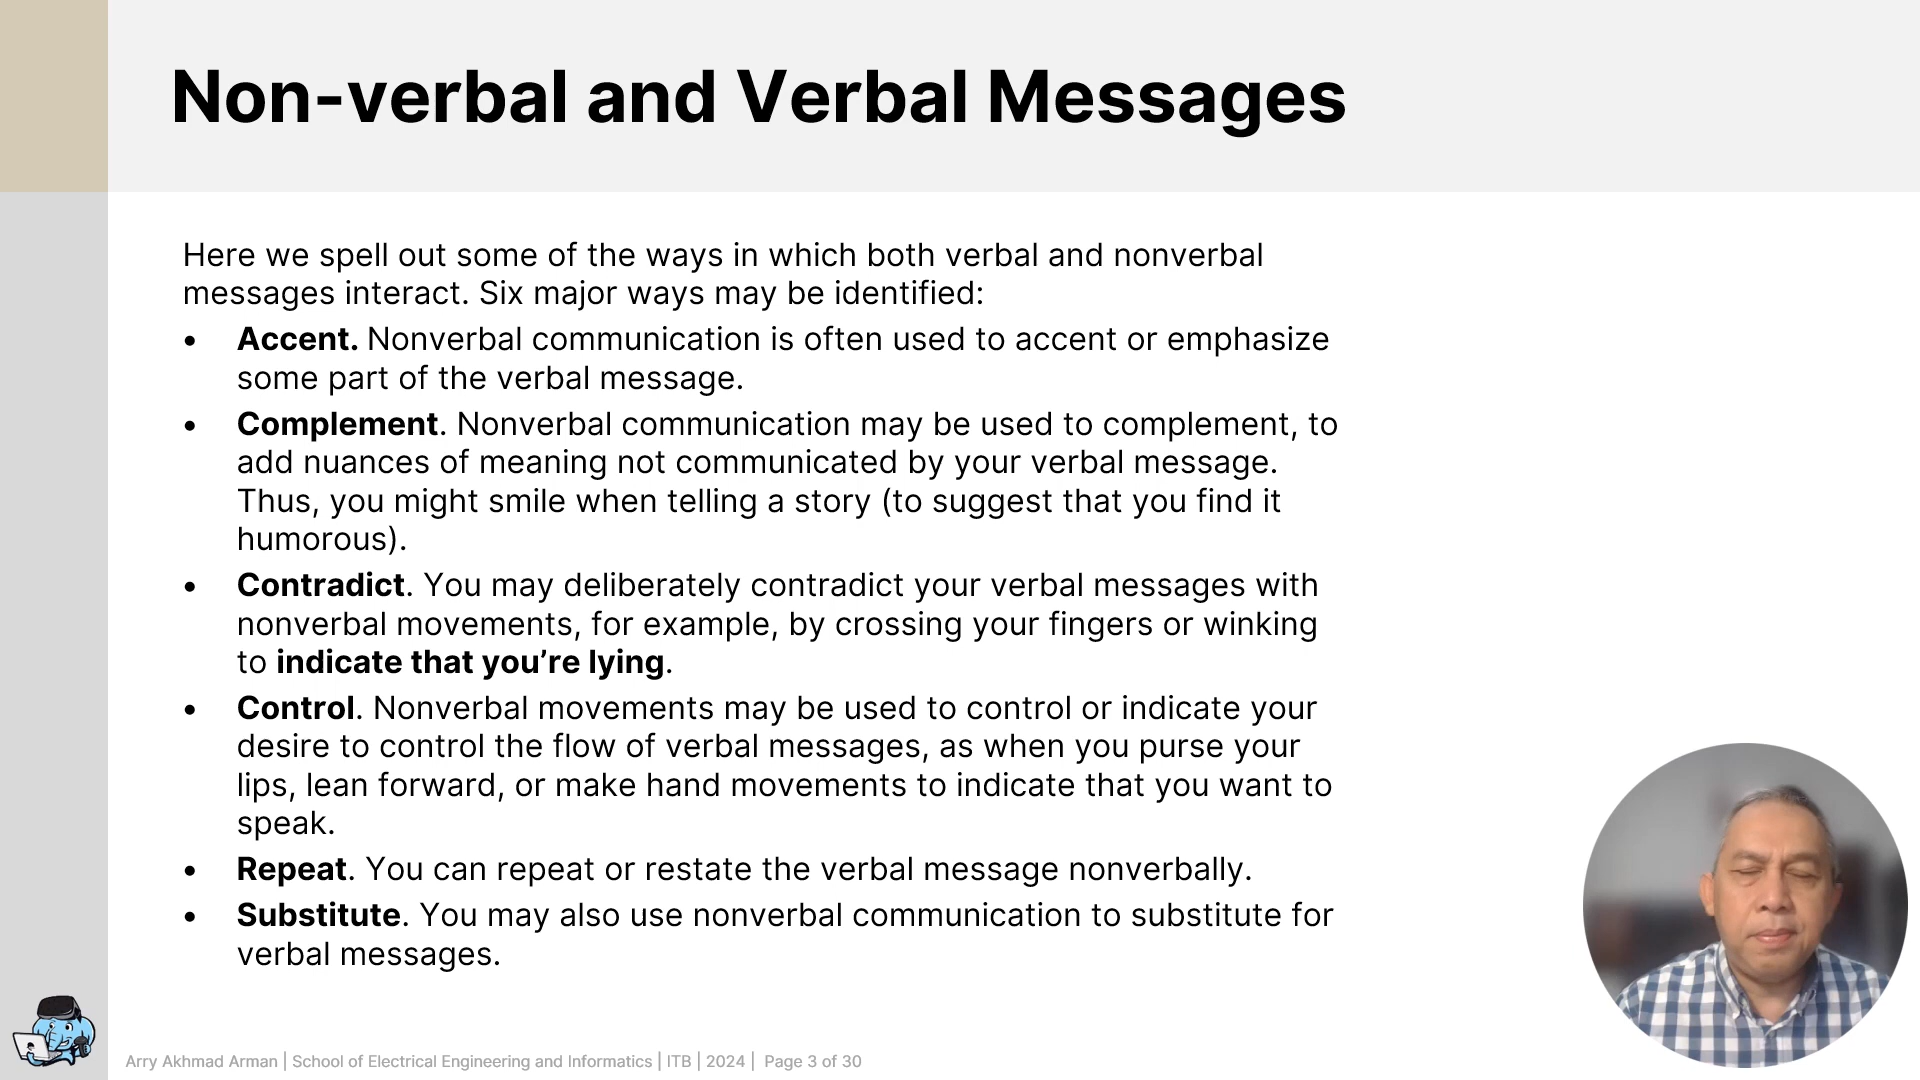 Non-verbal and Verbal Messages
Here we spell out some of the ways in which both verbal and nonverbal
messages interact. Six major ways may be identified:
• Accent. Nonverbal communication is often used to accent or emphasize
some part of the verbal message.
• Complement. Nonverbal communication may be used to complement, to
add nuances of meaning not communicated by your verbal message.
Thus, you might smile when telling a story (to suggest that you find it
humorous).
• Contradict. You may deliberately contradict your verbal messages with
nonverbal movements, for example, by crossing your fingers or winking
to indicate that you’re lying.
• Control. Nonverbal movements may be used to control or indicate your
desire to control the flow of verbal messages, as when you purse your
lips, lean forward, or make hand movements to indicate that you want to
speak.
• Repeat. You can repeat or restate the verbal message nonverbally.
• Substitute. You may also use nonverbal communication to substitute for
verbal messages.
Arry Akhmad Arman | School of Electrical Engineering and Informatics | ITB | 2024 | Page 3 of 30